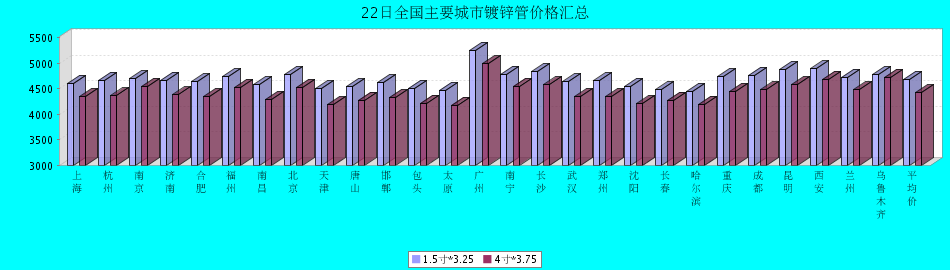 22日全国主要城市镀锌管价格汇总
5500
5000
4500
4000
3500
3000
上海
杭州
南京
济南
合肥
福州
南昌
北京
天津
唐山
邯郸
包头
太原
广州
南宁
长沙
武汉
郑州
沈阳
长春
哈尔滨
重庆
成都
昆明
西安
兰州
乌鲁木齐
平均价
1.5寸*3.25
4寸*3.75